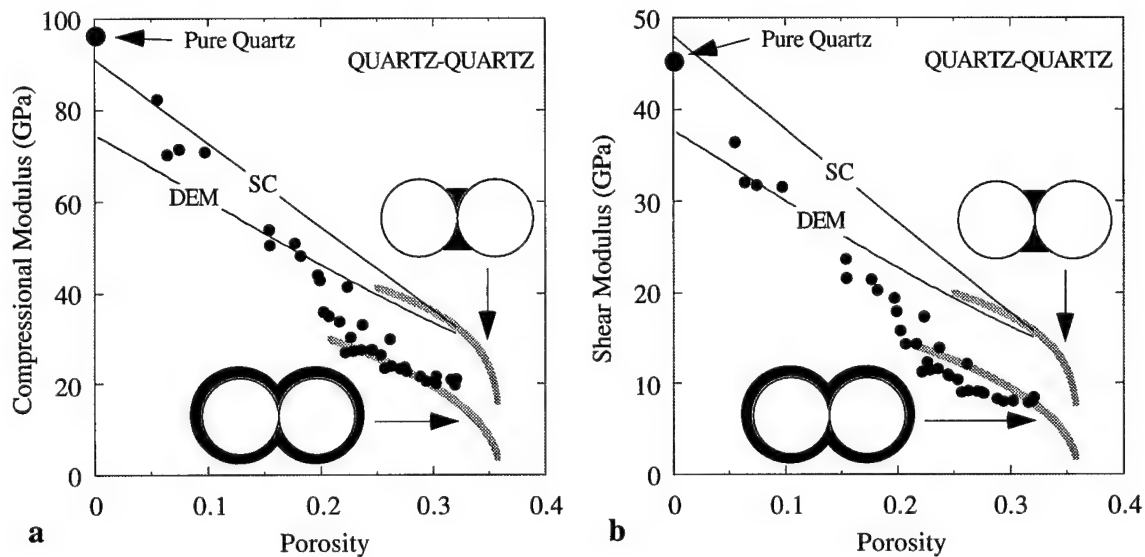 100
80
60
40
20
0
Compressional Modulus (GPa)
Pure Quartz
QUARTZ-QUARTZ
SC
DEM
0
0.1
0.2
0.3
0.4
a
Porosity
50
40
30
20
10
0
Shear Modulus (GPa)
Pure Quartz
QUARTZ-QUARTZ
SC
DEM
0
0.1
0.2
0.3
0.4
b
Porosity